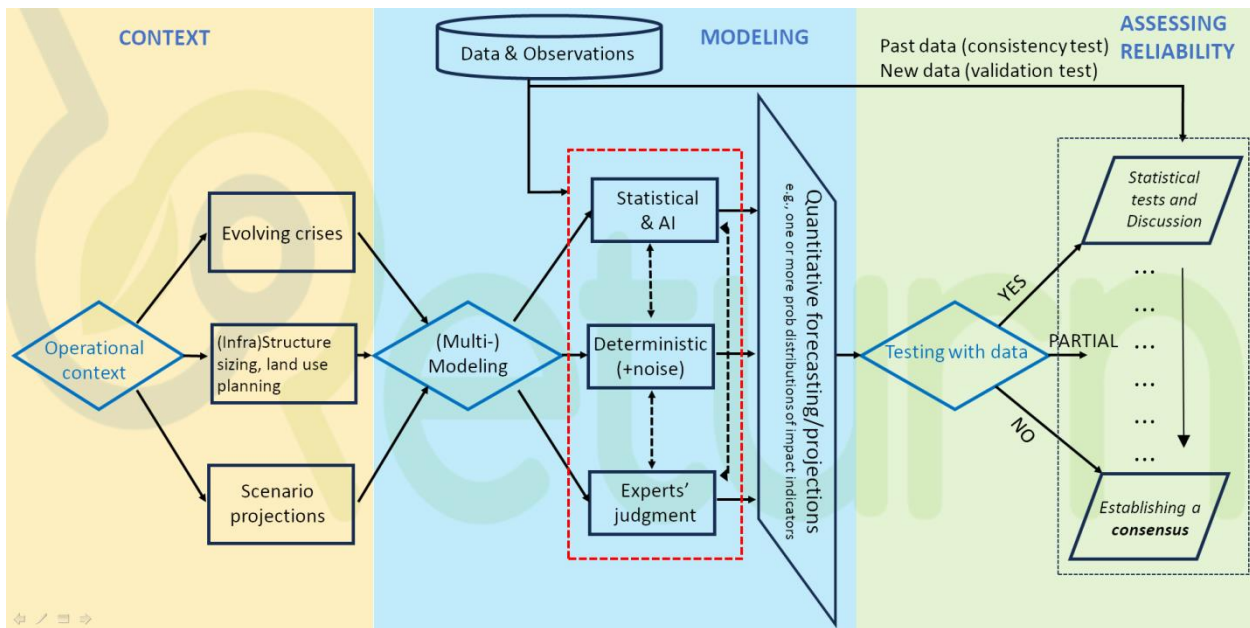 CONTEXT
Operational
context
Evolving crises
(Infra)Structure
sizing, land use
planning
Scenario
projections
MODELING
Data & Observations
(Multi-)
Modeling
Statistical
& AI
Deterministic
(+noise)
Experts’
judgment
Quantitative forecasting/projections
e.g., one or more prob distributions of impact indicators
ASSESSING
RELIABILITY
Past data (consistency test)
New data (validation test)
Testing with data
YES
PARTIAL
NO
Statistical
tests and
Discussion
...
...
...
...
...
...
Establishing a
consensus
Return